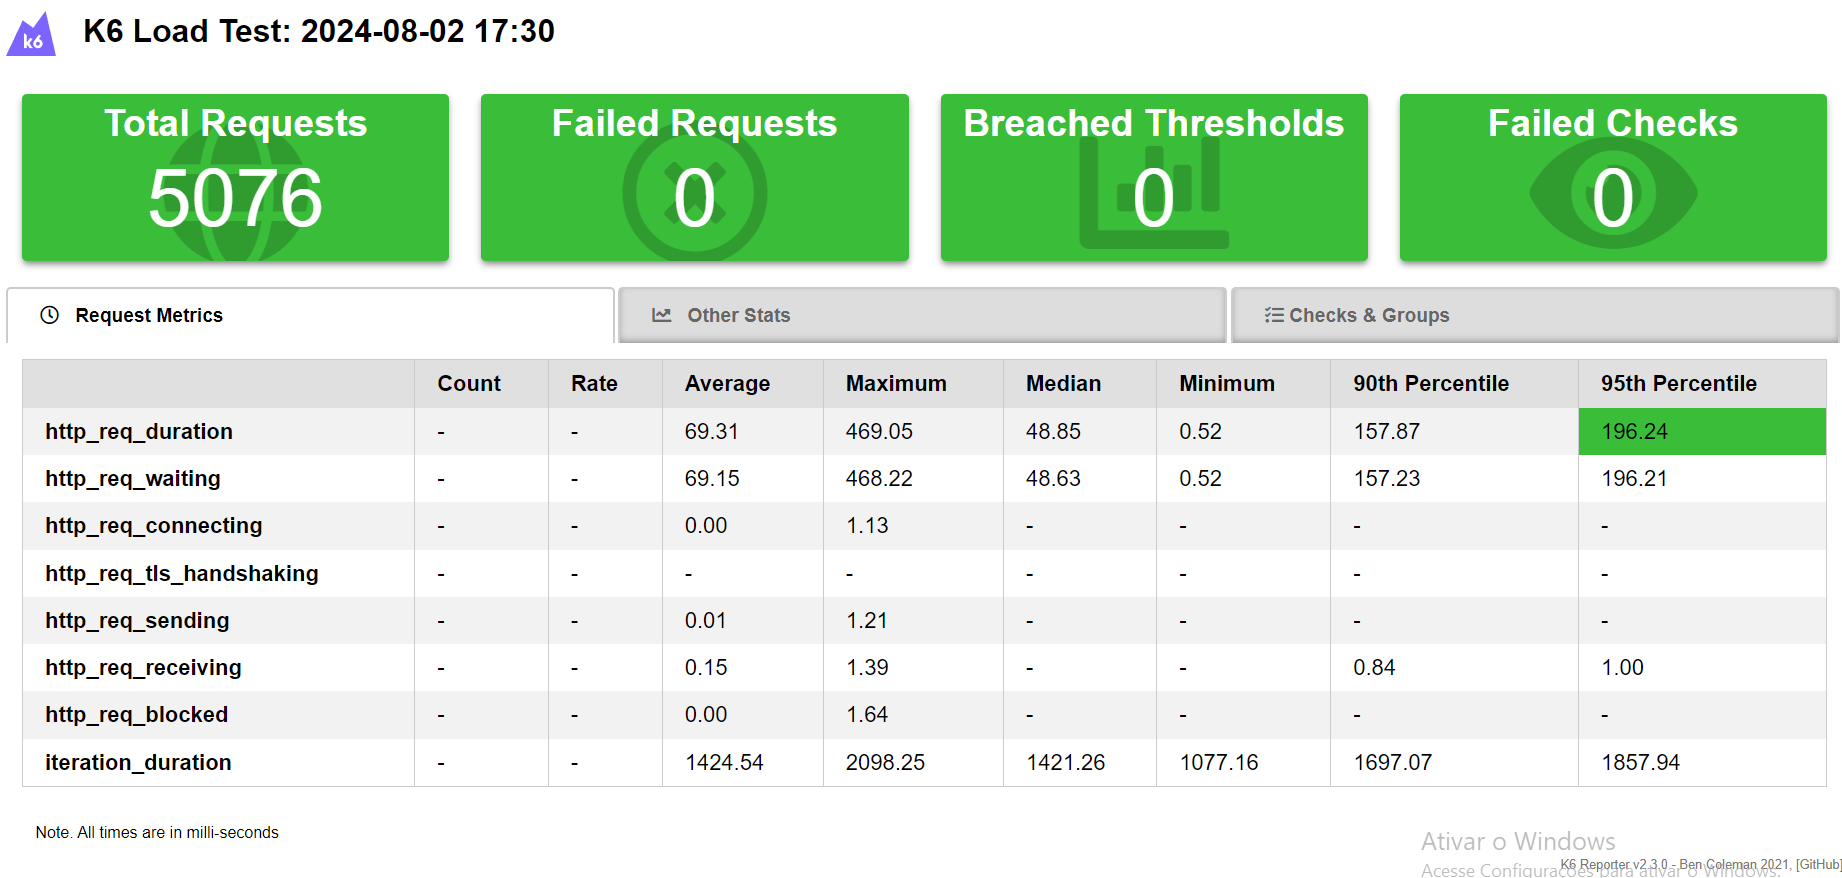 k6
K6 Load Test: 2024-08-02 17:30
Total Requests
5076
Failed Requests
0
Breached Thresholds
0
Failed Checks
0
Request Metrics
Other Stats
Checks & Groups
Count Rate Average Maximum Median Minimum 90th Percentile 95th Percentile
http_req_duration - - 69.31 469.05 48.85 0.52 157.87 196.24
http_req_waiting - - 69.15 468.22 48.63 0.52 157.23 196.21
http_req_connecting - - 0.00 1.13 - - - -
http_req_tls_handshaking - - - - - - - -
http_req_sending - - 0.01 1.21 - - - -
http_req_receiving - - 0.15 1.39 - - 0.84 1.00
http_req_blocked - - 0.00 1.64 - - - -
iteration_duration - - 1424.54 2098.25 1421.26 1077.16 1697.07 1857.94
Note. All times are in milli-seconds
Ativar o Windows
K6 Reporter v2.3.0 - Ben Coleman 2021, [GitHub]
Acesse Configurações para ativar o Windows.